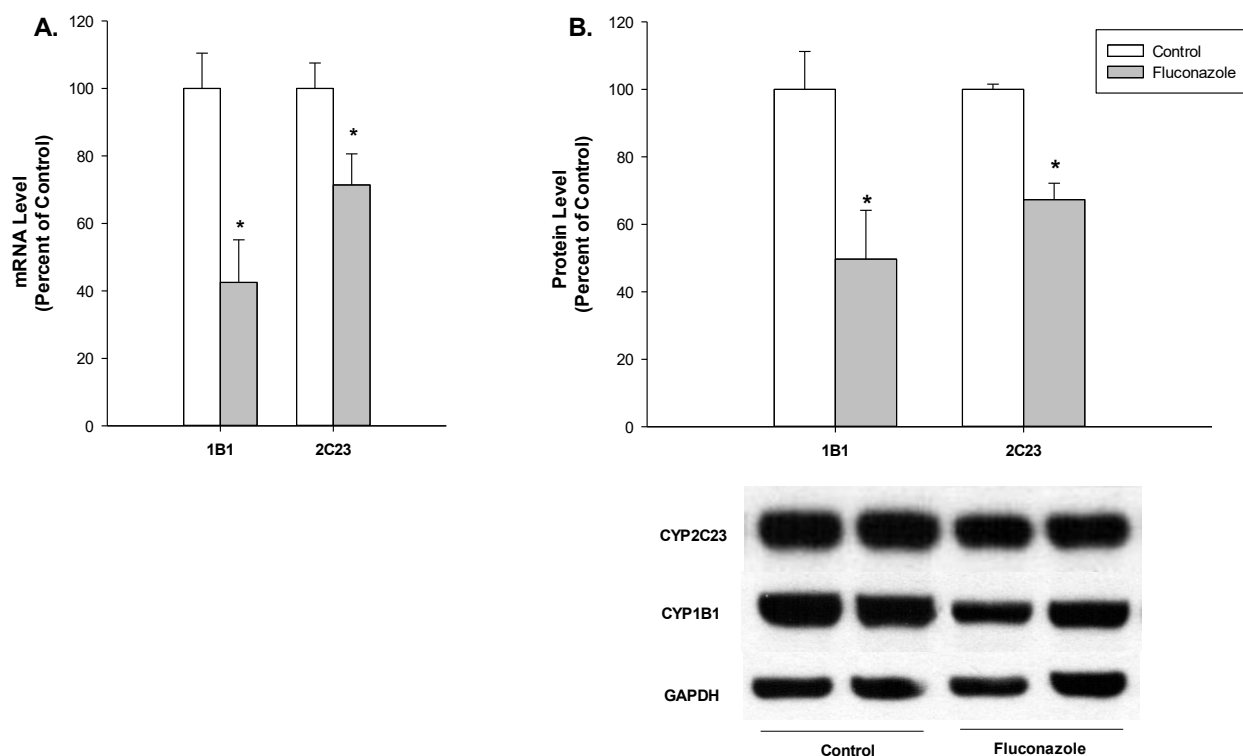 A.
mRNA Level
(Percent of Control)
120
100
80
60
40
20
0
*
*
1B1
2C23
B.
Control
Fluconazole
Protein Level
(Percent of Control)
120
100
80
60
40
20
0
*
*
1B1
2C23
CYP2C23
CYP1B1
GAPDH
Control
Fluconazole